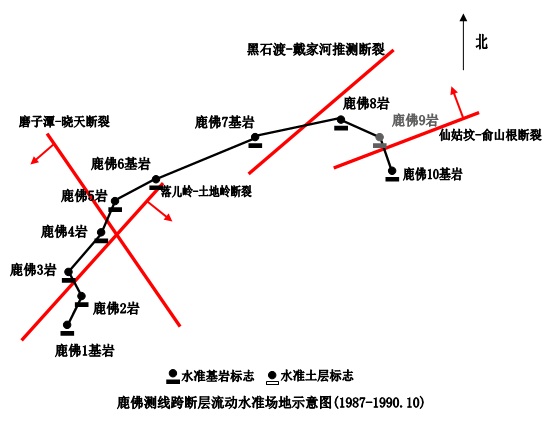 北
黑石渡-戴家河推测断裂
鹿佛8岩
鹿佛9岩
鹿佛7基岩
磨子潭-晓天断裂
仙姑坟-俞山根断裂
鹿佛6基岩
鹿佛10基岩
鹿佛5岩
落儿岭-土地岭断裂
鹿佛4岩
鹿佛3岩
鹿佛2岩
鹿佛1基岩
水准基岩标志 水准土层标志
鹿佛测线跨断层流动水准场地示意图(1987-1990.10)